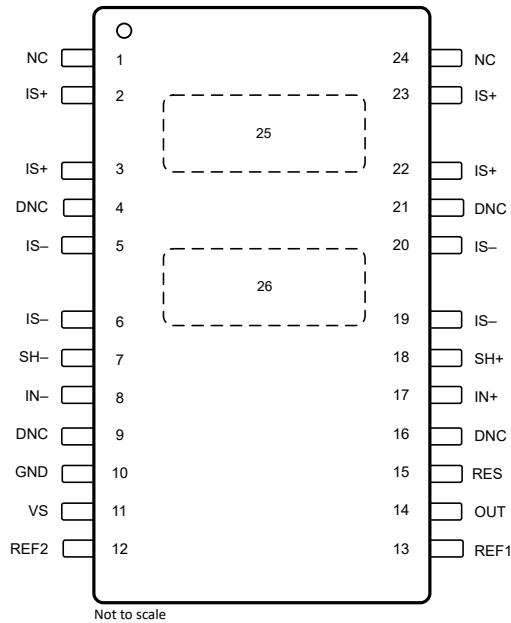 NC 1 24 NC
IS+ 2 23 IS+
25
IS+ 3 22 IS+
DNC 4 21 DNC
IS– 5 20 IS–
26
IS– 6 19 IS–
SH– 7 18 SH+
IN– 8 17 IN+
DNC 9 16 DNC
GND 10 15 RES
VS 11 14 OUT
REF2 12 13 REF1
Not to scale